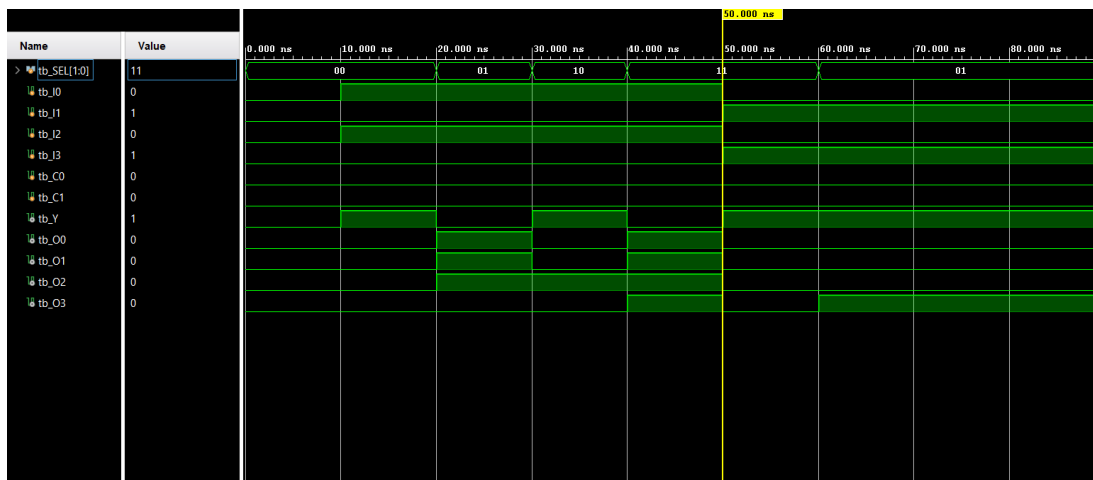 50.000 ns
Name Value
0.000 ns 10.000 ns 20.000 ns 30.000 ns 40.000 ns 50.000 ns 60.000 ns 70.000 ns 80.000 ns
tb_SEL[1:0] 11 00 01 10 11 01
tb_I0 0
tb_I1 1
tb_I2 0
tb_I3 1
tb_C0 0
tb_C1 0
tb_Y 1
tb_O0 0
tb_O1 0
tb_O2 0
tb_O3 0